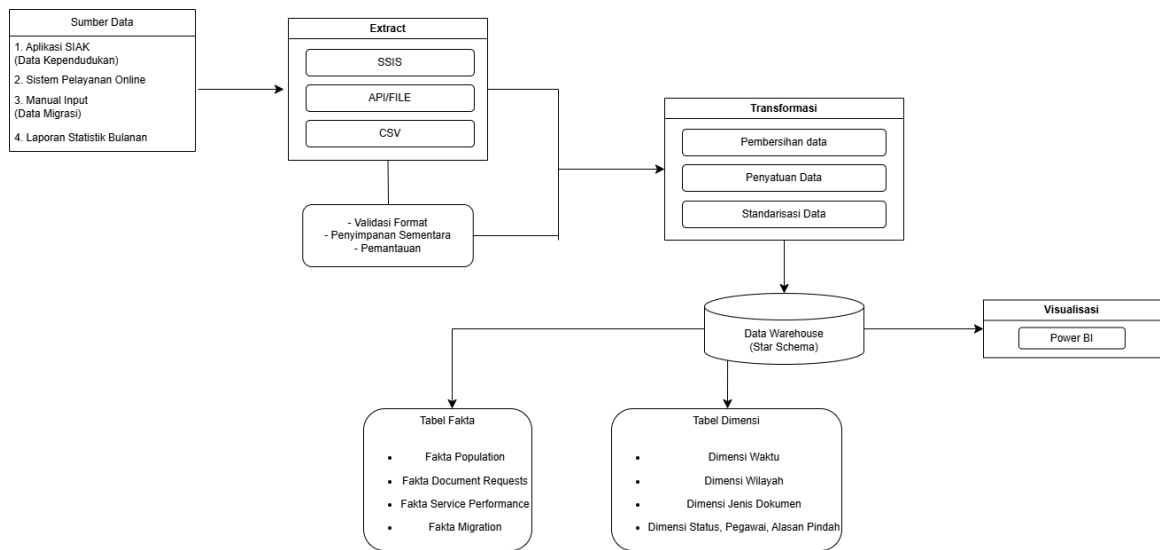 Sumber Data
1. Aplikasi SIAK
(Data Kependudukan)
2. Sistem Pelayanan Online
3. Manual Input
(Data Migrasi)
4. Laporan Statistik Bulanan
Extract
SSIS
API/FILE
CSV
- Validasi Format
- Penyimpanan Sementara
- Pemantauan
Transformasi
Pembersihan data
Penyatuan Data
Standarisasi Data
Data Warehouse
(Star Schema)
Visualisasi
Power BI
Tabel Fakta
• Fakta Population
• Fakta Document Requests
• Fakta Service Performance
• Fakta Migration
Tabel Dimensi
• Dimensi Waktu
• Dimensi Wilayah
• Dimensi Jenis Dokumen
• Dimensi Status, Pegawai, Alasan Pindah